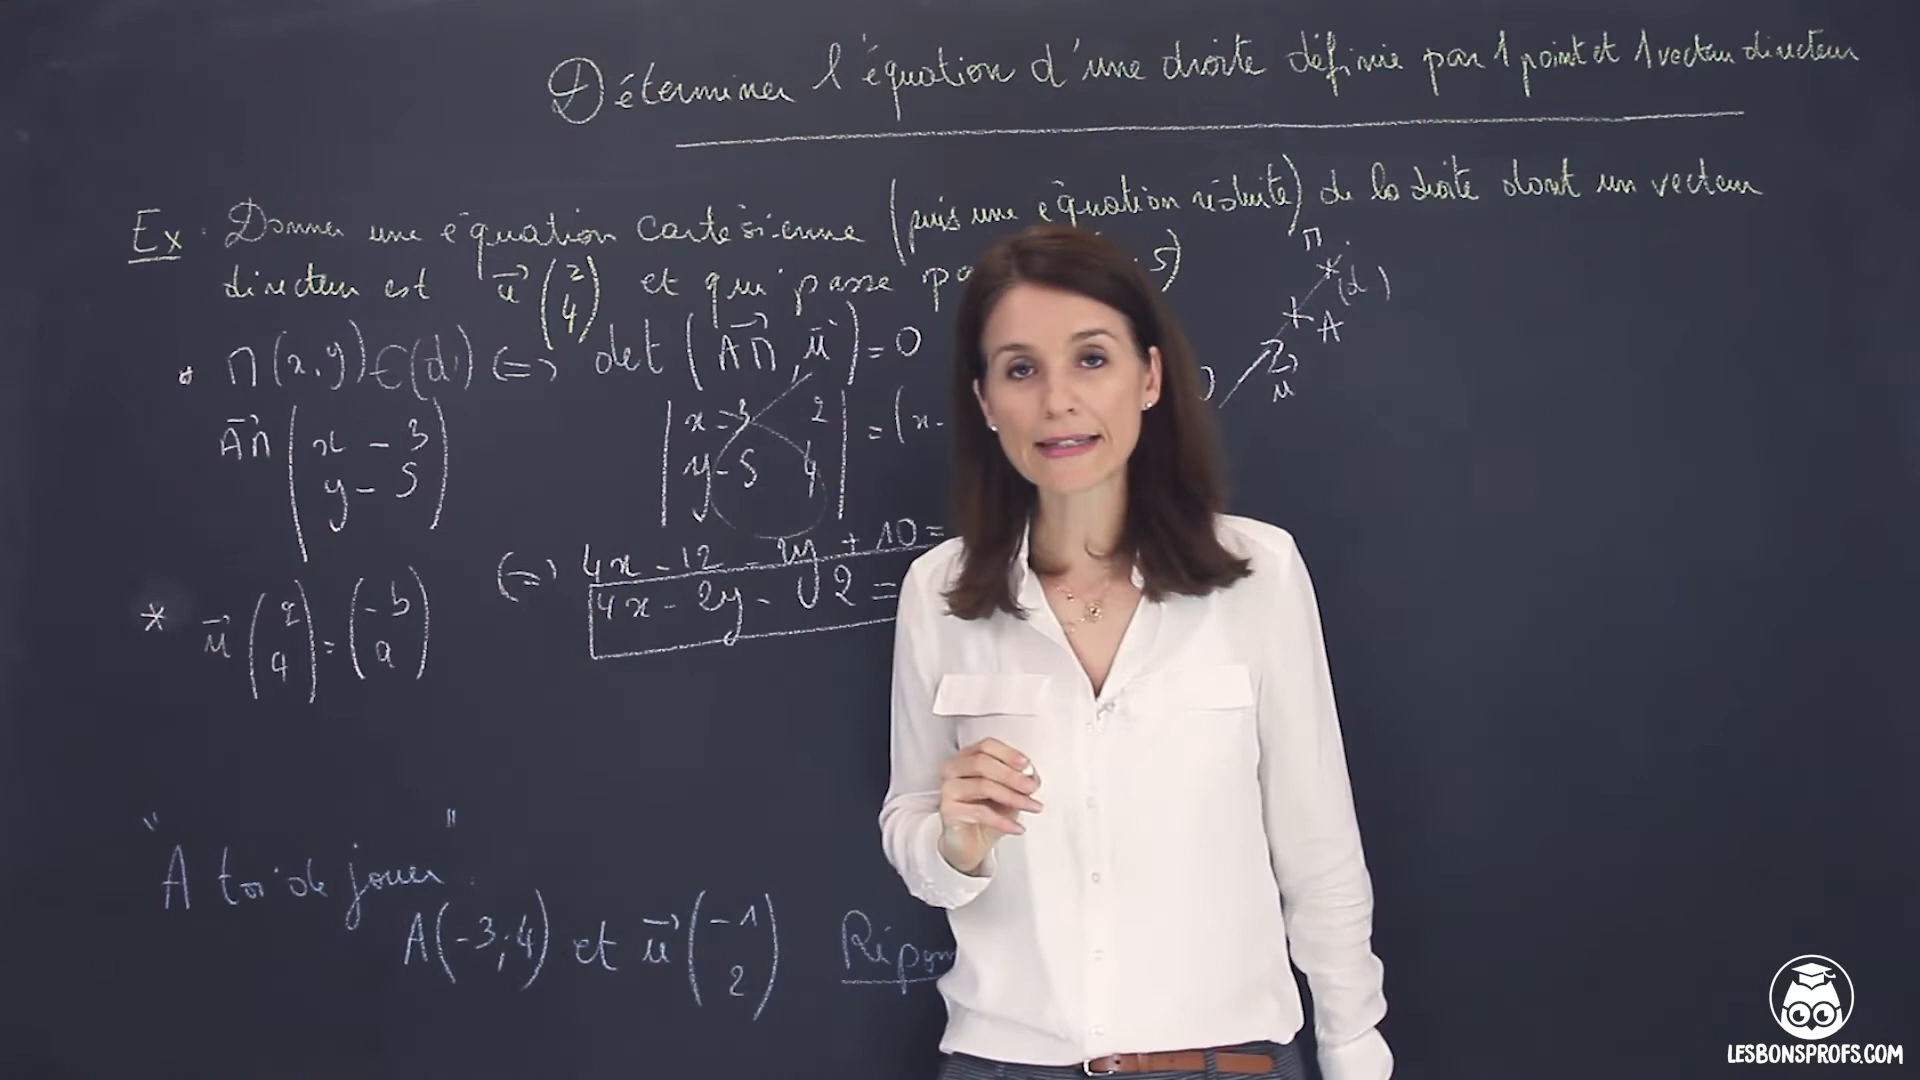 Déterminer l'équation d'une droite définie par 1 point et 1 vecteur directeur
Ex : Donner une équation cartésienne (puis une équation réduite) de la droite dont un vecteur
directeur est u⃗ (2 4) et qui passe 5)
M
(d)
A
u⃗
• M(x,y) ∈ (d) ⟺ det (AM⃗, u⃗) = 0
AM⃗ (x - 3
y - 5)
|x - 3 2
y - 5 4| = (x -
⟺ 4x - 12 - 2y + 10 =
4x - 2y - 2 =
* u⃗ (2 4) = (-b a)
"A toi de jouer"
A(-3;4) et u⃗ (-1 2)
LESBONSPROFS.COM